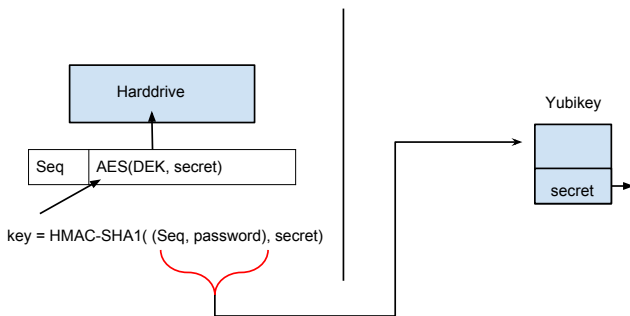 Harddrive
Yubikey
Seq
AES(DEK, secret)
secret
key = HMAC-SHA1( (Seq, password), secret)